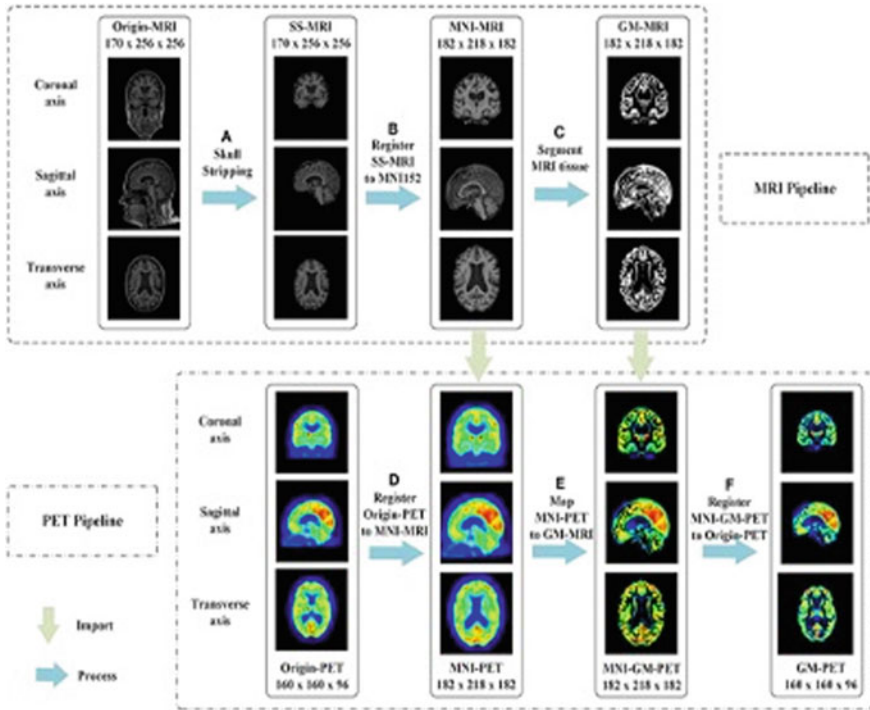 Origin-MRI
170 x 256 x 256
SS-MRI
170 x 256 x 256
MNI-MRI
182 x 218 x 182
GM-MRI
182 x 218 x 182
Coronal
axis
Sagittal
axis
Transverse
axis
A
Skull
Stripping
B
Register
SS-MRI
to MNI152
C
Segment
MRI tissue
MRI Pipeline
PET Pipeline
Import
Process
Coronal
axis
Sagittal
axis
Transverse
axis
D
Register
Origin-PET
to MNI-MRI
E
Map
MNI-PET
to GM-MRI
F
Register
MNI-GM-PET
to Origin-PET
Origin-PET
160 x 160 x 96
MNI-PET
182 x 218 x 182
MNI-GM-PET
182 x 218 x 182
GM-PET
160 x 160 x 96